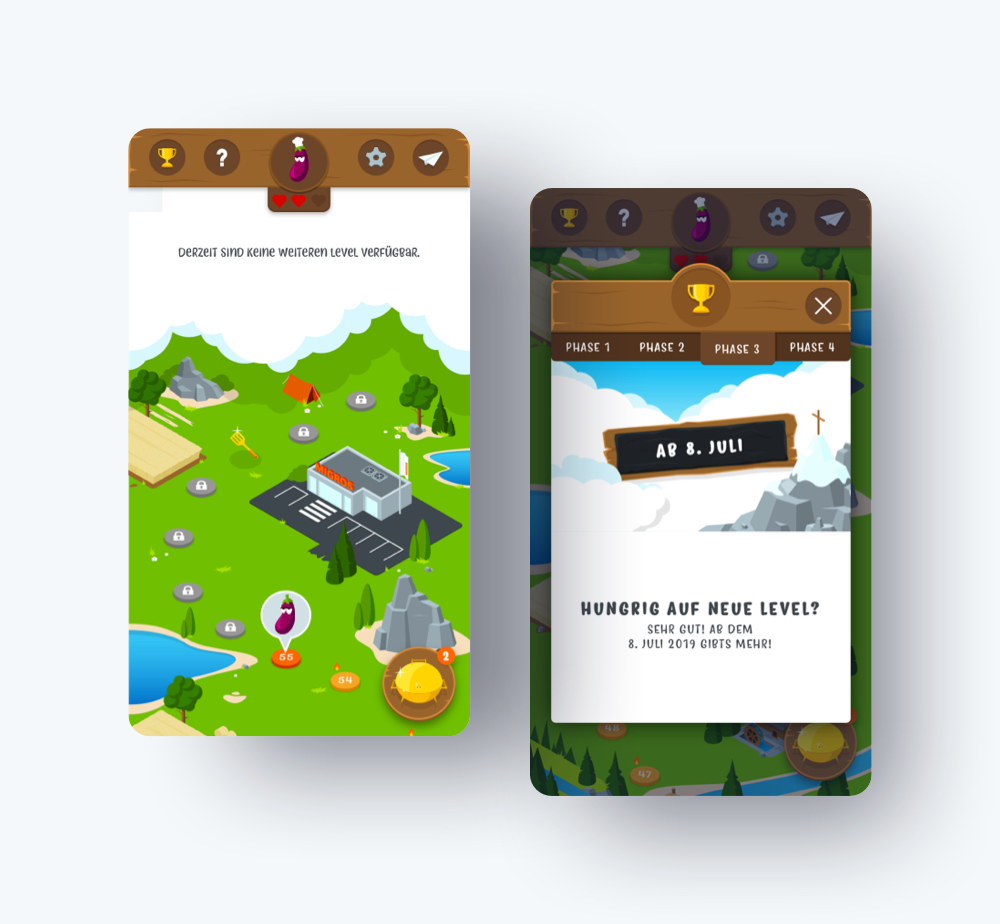 ?
DERZEIT SIND KEINE WEITEREN LEVEL VERFÜGBAR.
MIGROS
55
54
2
?
PHASE 1
PHASE 2
PHASE 3
PHASE 4
AB 8. JULI
HUNGRIG AUF NEUE LEVEL?
SEHR GUT! AB DEM
8. JULI 2019 GIBTS MEHR!
48
47